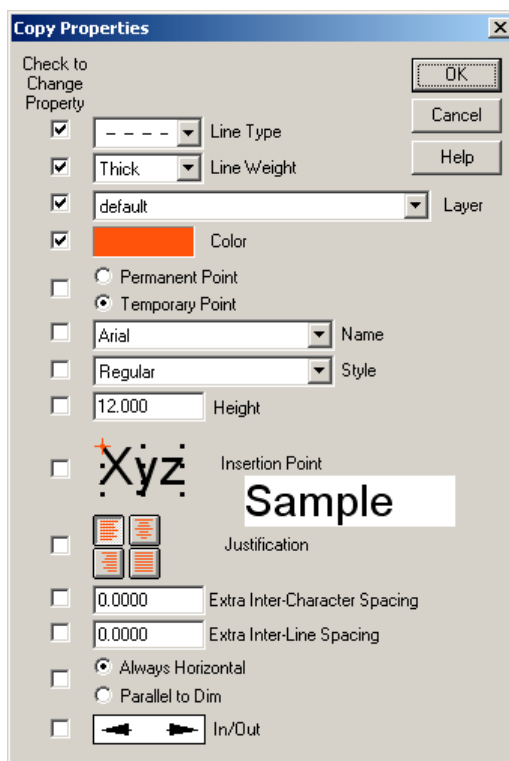 Copy Properties
Check to
Change
Property
OK
Cancel
Help
Line Type
Thick
Line Weight
default
Layer
Color
Permanent Point
Temporary Point
Arial
Name
Regular
Style
12.000
Height
Xyz
Insertion Point
Sample
Justification
0.0000
Extra Inter-Character Spacing
0.0000
Extra Inter-Line Spacing
Always Horizontal
Parallel to Dim
In/Out